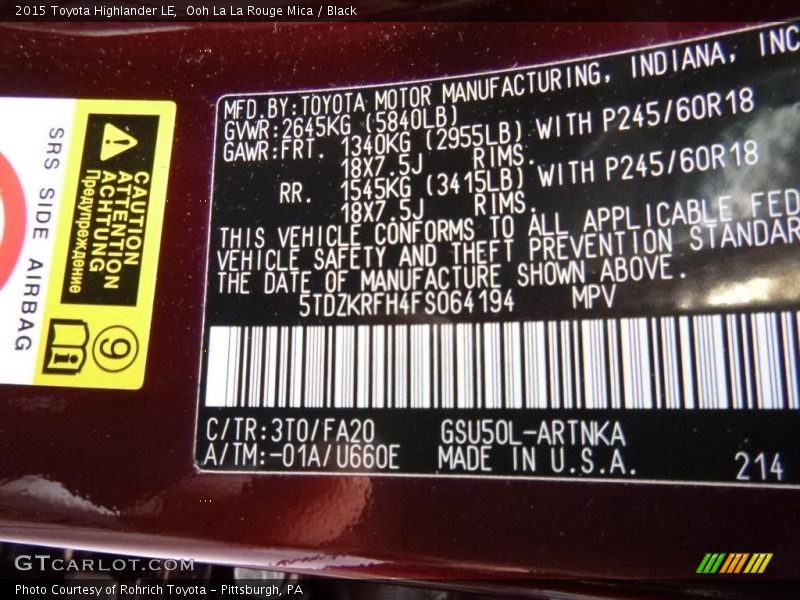 2015 Toyota Highlander LE,  Ooh La La Rouge Mica / Black
MFD.BY:TOYOTA MOTOR MANUFACTURING, INDIANA, INC
GVWR:2645KG (5840LB)
GAWR:FRT. 1340KG (2955LB) WITH P245/60R18
18X7.5J RIMS.
RR. 1545KG (3415LB) WITH P245/60R18
18X7.5J RIMS.
THIS VEHICLE CONFORMS TO ALL APPLICABLE FED
VEHICLE SAFETY AND THEFT PREVENTION STANDAR
THE DATE OF MANUFACTURE SHOWN ABOVE.
5TDZKRFH4FS064194 MPV
C/TR:3T0/FA20 GSU50L-ARTNKA
A/TM:-01A/U660E MADE IN U.S.A.
214
SRS SIDE AIRBAG
CAUTION
ATTENTION
ACHTUNG
Предупреждение
9
GTCARLOT.COM
Photo Courtesy of Rohrich Toyota - Pittsburgh, PA